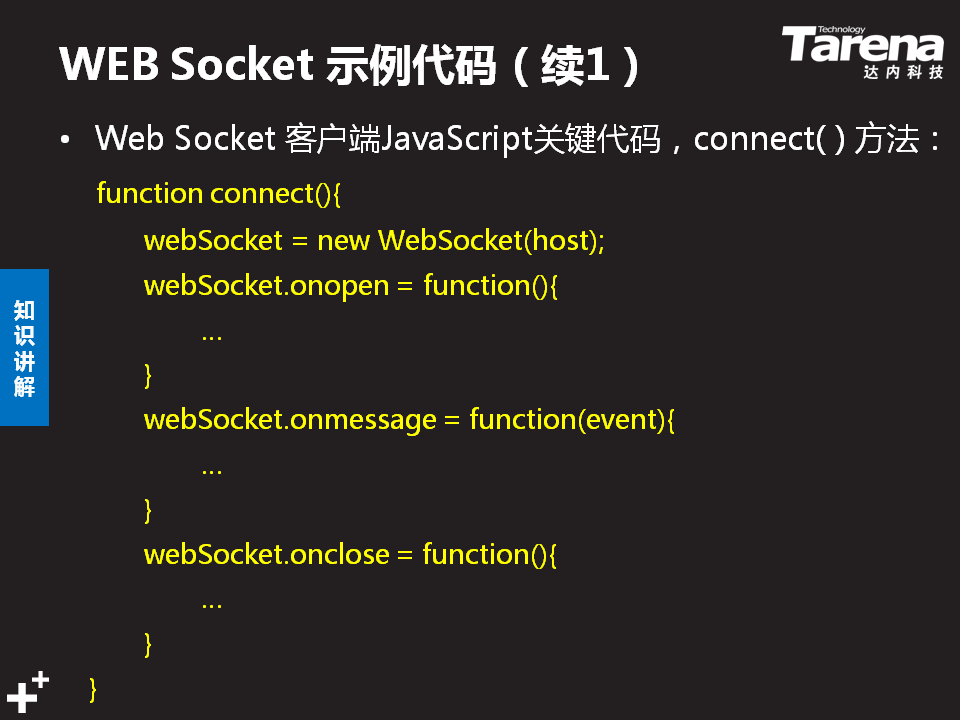 WEB Socket 示例代码（续1）
Technology
Tarena
达内科技
• Web Socket 客户端JavaScript关键代码，connect( ) 方法：
function connect(){
webSocket = new WebSocket(host);
webSocket.onopen = function(){
...
}
webSocket.onmessage = function(event){
...
}
webSocket.onclose = function(){
...
}
}
知识讲解